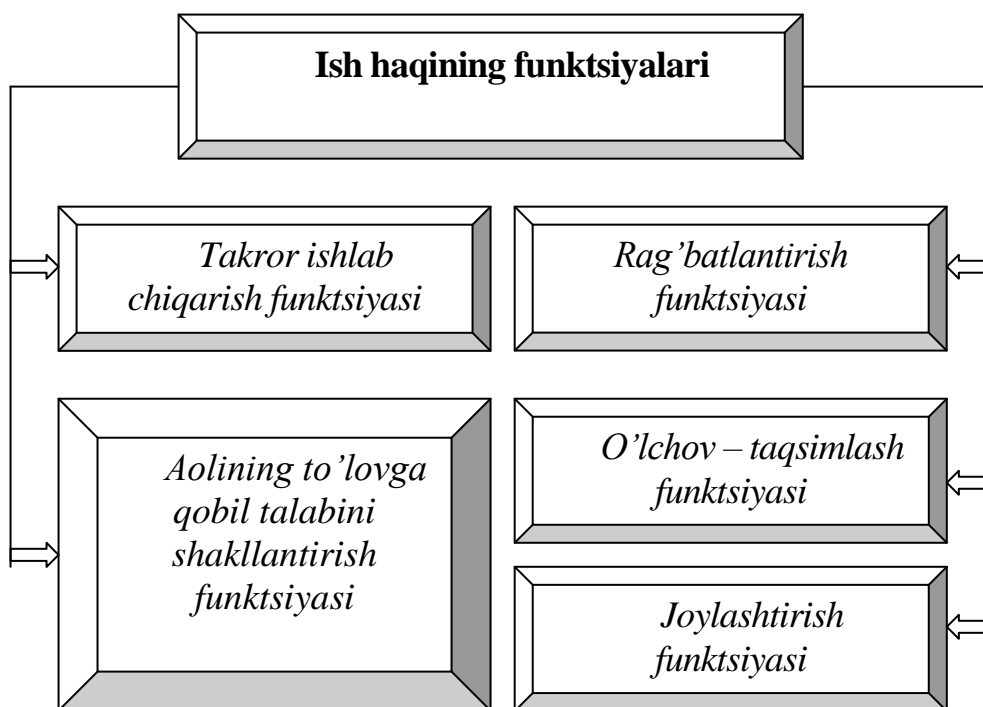 Ish haqining funktsiyalari
Takror ishlab
chiqarish funktsiyasi
Rag’batlantirish
funktsiyasi
Aolining to’lovga
qobil talabini
shakllantirish
funktsiyasi
O’lchov – taqsimlash
funktsiyasi
Joylashtirish
funktsiyasi